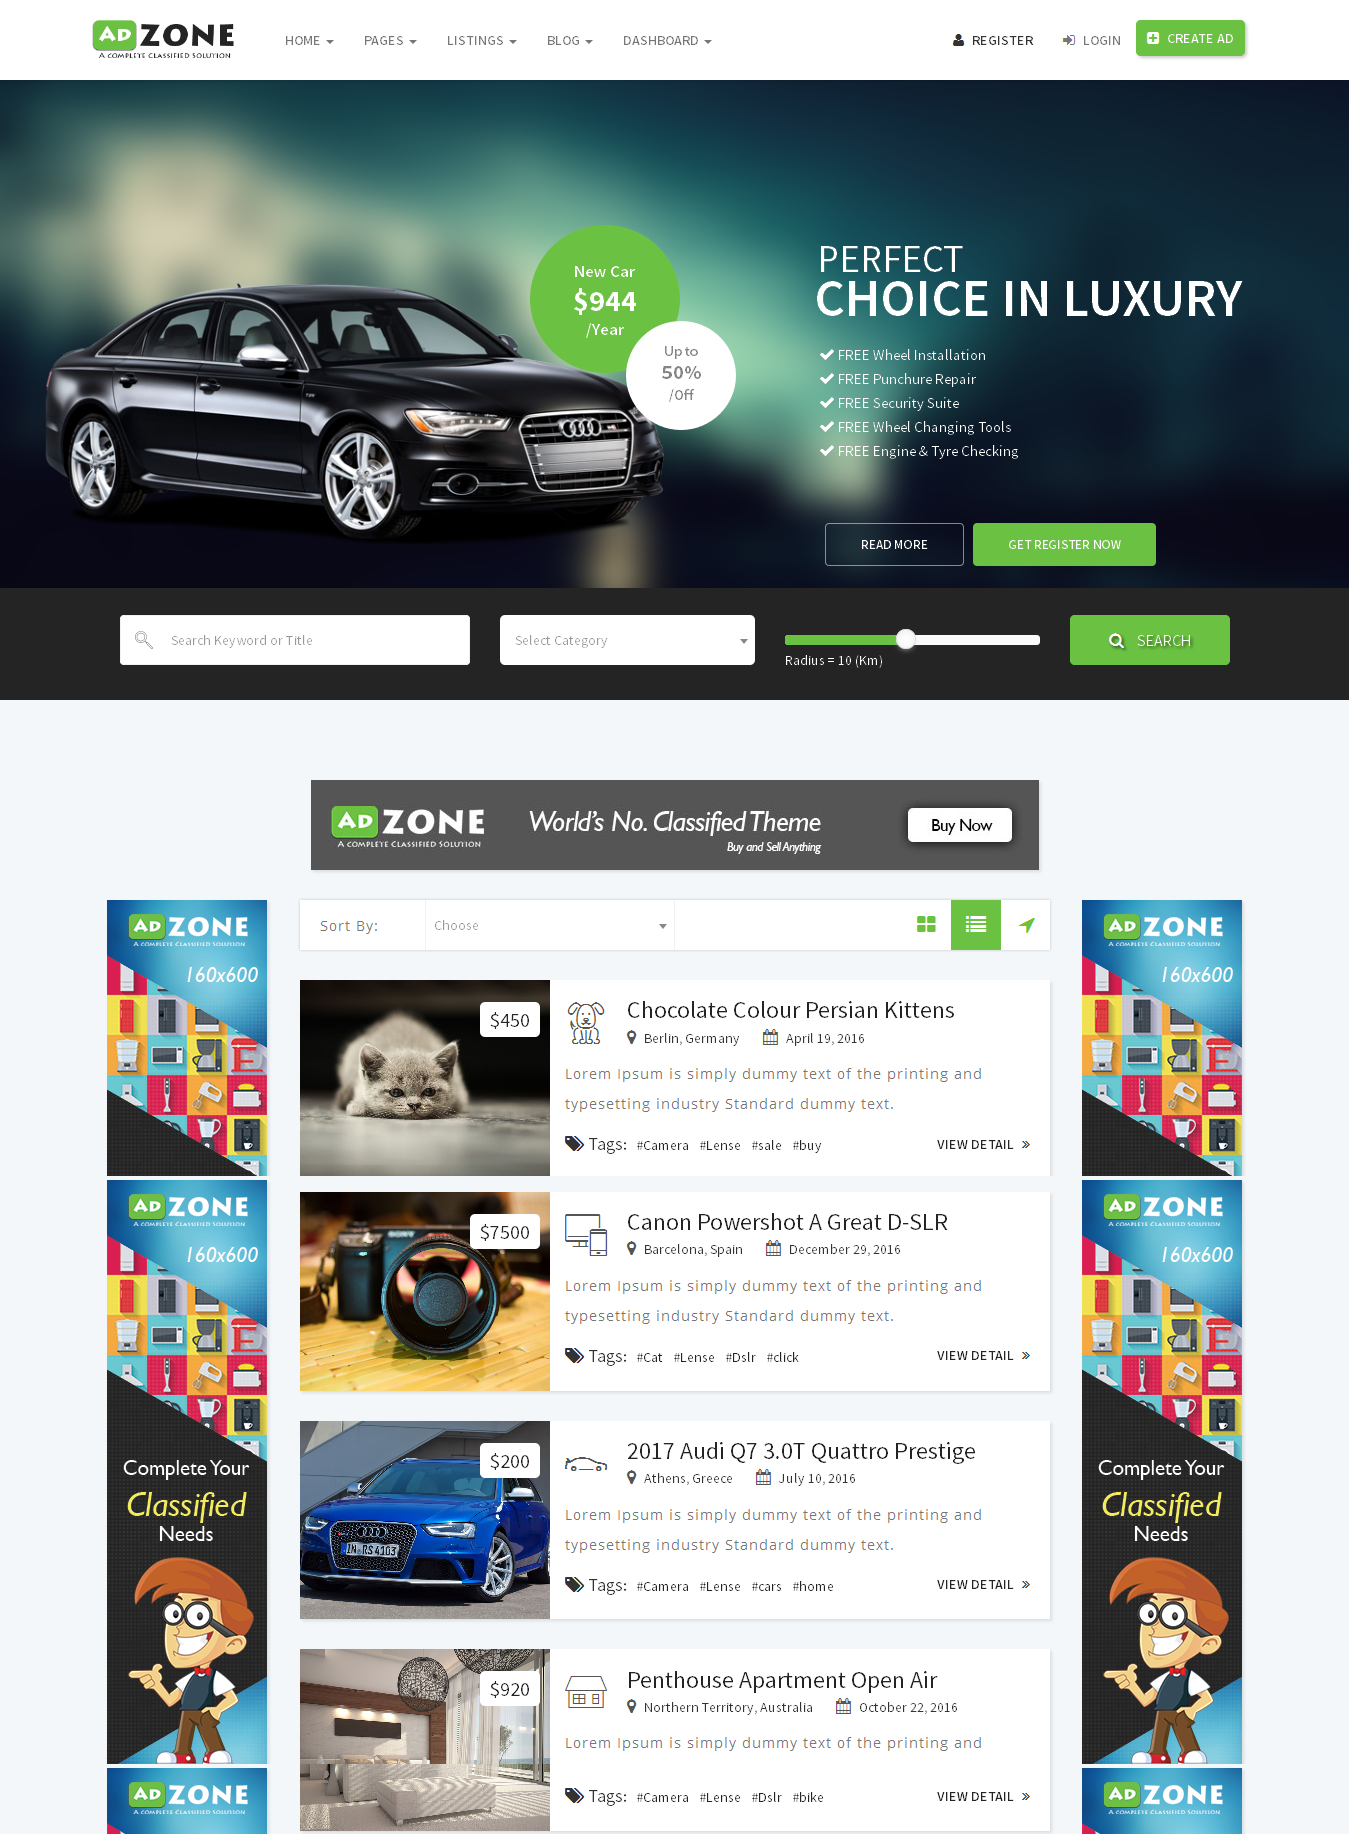 AD ZONE
A COMPLETE CLASSIFIED SOLUTION
HOME PAGES LISTINGS BLOG DASHBOARD
REGISTER LOGIN CREATE AD
New Car
$944
/Year
Up to
50%
/Off
PERFECT
CHOICE IN LUXURY
FREE Wheel Installation
FREE Punchure Repair
FREE Security Suite
FREE Wheel Changing Tools
FREE Engine & Tyre Checking
READ MORE GET REGISTER NOW
Search Keyword or Title
Select Category
Radius = 10 (Km)
SEARCH
AD ZONE
A COMPLETE CLASSIFIED SOLUTION
World's No. Classified Theme
Buy and Sell Anything
Buy Now
AD ZONE
A COMPLETE CLASSIFIED SOLUTION
160x600
AD ZONE
A COMPLETE CLASSIFIED SOLUTION
160x600
Complete Your
Classified
Needs
AD ZONE
A COMPLETE CLASSIFIED SOLUTION
Sort By: Choose
$450
Chocolate Colour Persian Kittens
Berlin, Germany April 19, 2016
Lorem Ipsum is simply dummy text of the printing and
typesetting industry Standard dummy text.
Tags: #Camera #Lense #sale #buy VIEW DETAIL »
SONY
$7500
Canon Powershot A Great D-SLR
Barcelona, Spain December 29, 2016
Lorem Ipsum is simply dummy text of the printing and
typesetting industry Standard dummy text.
Tags: #Cat #Lense #Dslr #click VIEW DETAIL »
$200
IN RS4103
2017 Audi Q7 3.0T Quattro Prestige
Athens, Greece July 10, 2016
Lorem Ipsum is simply dummy text of the printing and
typesetting industry Standard dummy text.
Tags: #Camera #Lense #cars #home VIEW DETAIL »
$920
Penthouse Apartment Open Air
Northern Territory, Australia October 22, 2016
Lorem Ipsum is simply dummy text of the printing and
Tags: #Camera #Lense #Dslr #bike VIEW DETAIL »
AD ZONE
A COMPLETE CLASSIFIED SOLUTION
160x600
AD ZONE
A COMPLETE CLASSIFIED SOLUTION
160x600
Complete Your
Classified
Needs
AD ZONE
A COMPLETE CLASSIFIED SOLUTION